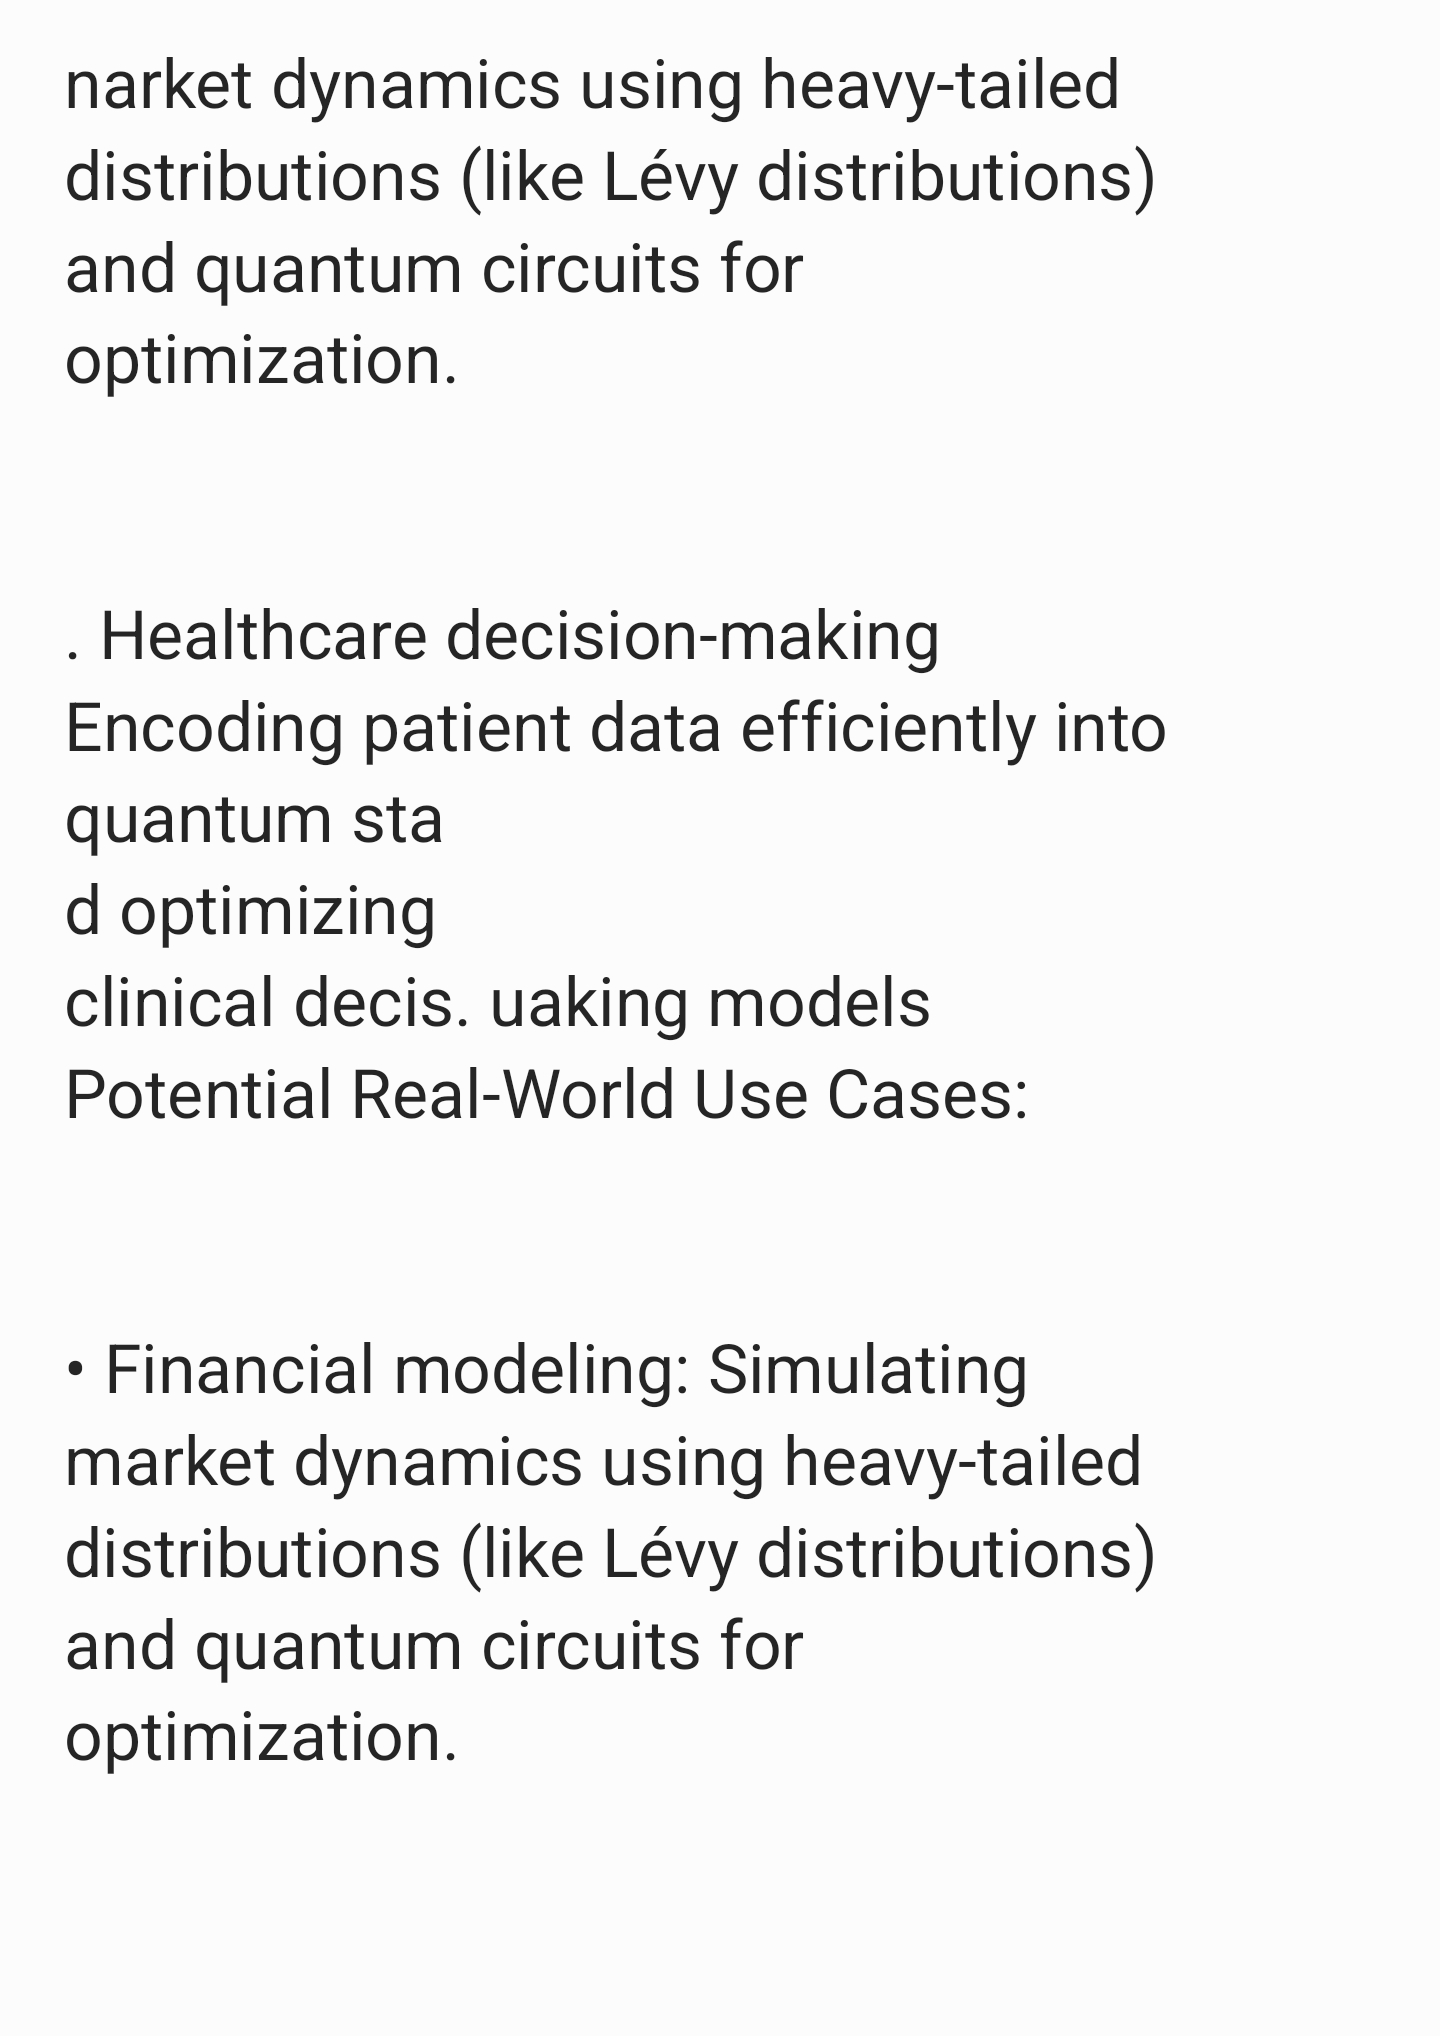 narket dynamics using heavy-tailed
distributions (like Lévy distributions)
and quantum circuits for
optimization.
. Healthcare decision-making
Encoding patient data efficiently into
quantum sta
d optimizing
clinical decis. uaking models
Potential Real-World Use Cases:
• Financial modeling: Simulating
market dynamics using heavy-tailed
distributions (like Lévy distributions)
and quantum circuits for
optimization.